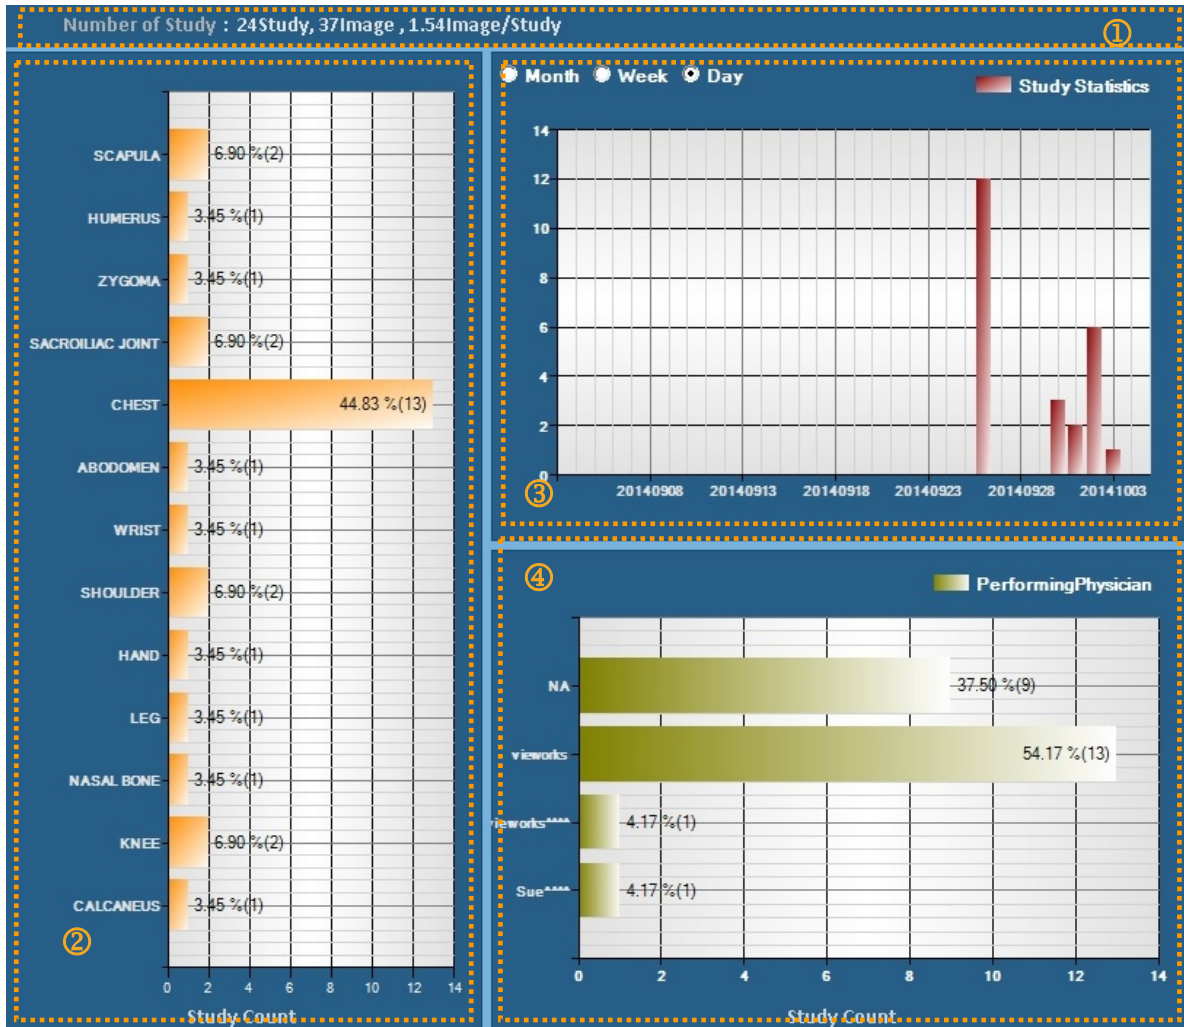 Number of Study : 24Study, 37Image , 1.54Image/Study
①
SCAPULA 6.90 %(2)
HUMERUS 3.45 %(1)
ZYGOMA 3.45 %(1)
SACROILIAC JOINT 6.90 %(2)
CHEST 44.83 %(13)
ABODOMEN 3.45 %(1)
WRIST 3.45 %(1)
SHOULDER 6.90 %(2)
HAND 3.45 %(1)
LEG 3.45 %(1)
NASAL BONE 3.45 %(1)
KNEE 6.90 %(2)
CALCANEUS 3.45 %(1)
②
0 2 4 6 8 10 12 14
Study Count
Month Week Day
Study Statistics
14
12
10
8
6
4
2
0
③
20140908 20140913 20140918 20140923 20140928 20141003
④
PerformingPhysician
NA 37.50 %(9)
vieworks 54.17 %(13)
vieworks^^^^ 4.17 %(1)
Sue^^^^ 4.17 %(1)
0 2 4 6 8 10 12 14
Study Count